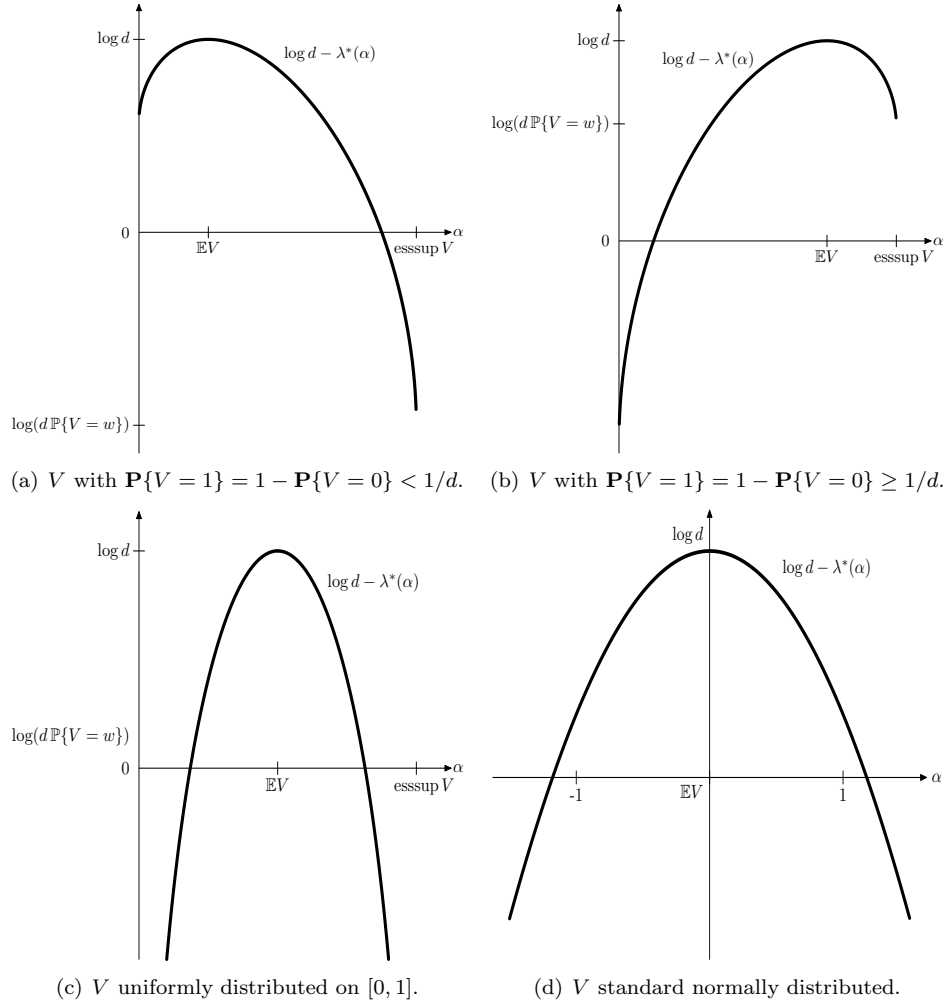 log d
log d − λ*(α)
0
𝔼V
esssup V
α
log(d ℙ{V = w})
(a) V with 𝐏{V = 1} = 1 − 𝐏{V = 0} < 1/d.
log d
log d − λ*(α)
log(d ℙ{V = w})
0
𝔼V
esssup V
α
(b) V with 𝐏{V = 1} = 1 − 𝐏{V = 0} ≥ 1/d.
log d
log d − λ*(α)
log(d ℙ{V = w})
0
𝔼V
esssup V
α
(c) V uniformly distributed on [0, 1].
log d
log d − λ*(α)
-1
𝔼V
1
α
(d) V standard normally distributed.